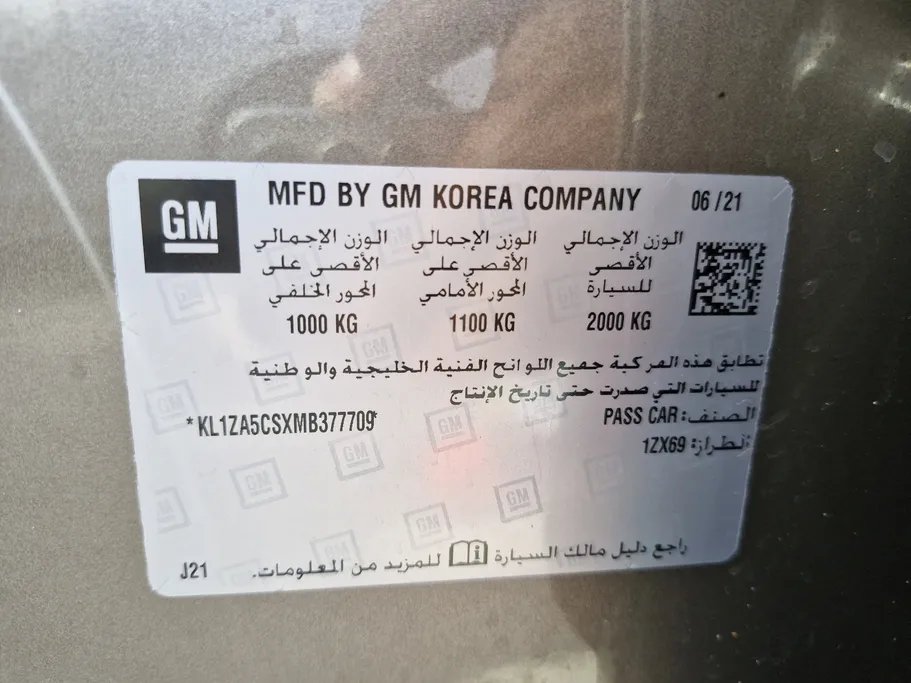 GM
MFD BY GM KOREA COMPANY
06 /21
الوزن الإجمالي
الأقصى
للسيارة
2000 KG
الوزن الإجمالي
الأقصى على
المحور الأمامي
1100 KG
الوزن الإجمالي
الأقصى على
المحور الخلفي
1000 KG
تطابق هذه المركبة جميع اللوائح الفنية الخليجية والوطنية
للسيارات التي صدرت حتى تاريخ الإنتاج
الصنف: PASS CAR
*KL1ZA5CSXMB377709*
الطراز: 1ZX69
راجع دليل مالك السيارة للمزيد من المعلومات.
J21